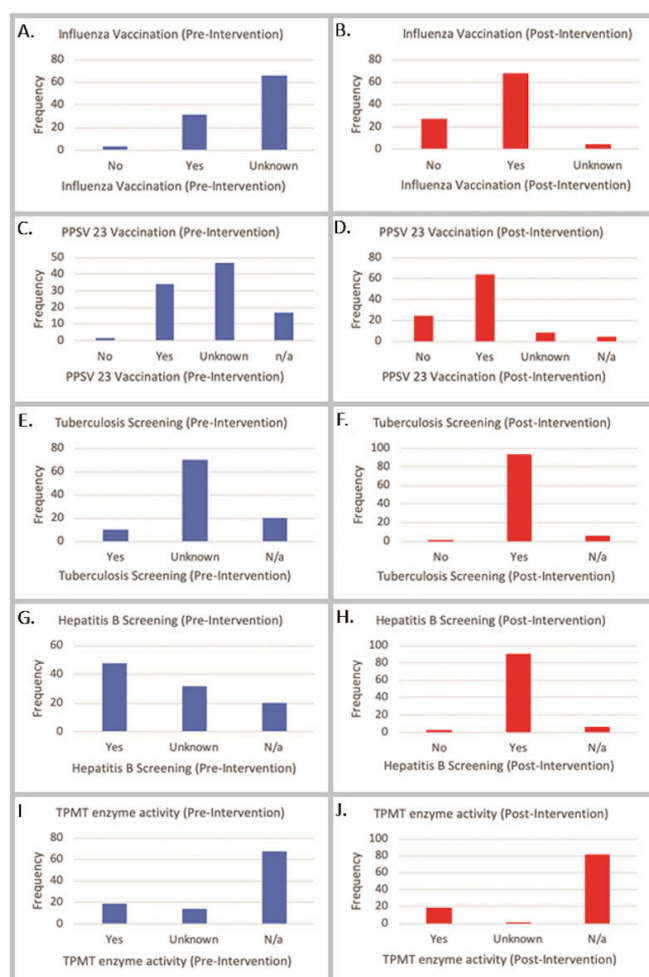 A. Influenza Vaccination (Pre-Intervention)
Frequency
80
60
40
20
0
No Yes Unknown
Influenza Vaccination (Pre-Intervention)
B. Influenza Vaccination (Post-Intervention)
Frequency
80
60
40
20
0
No Yes Unknown
Influenza Vaccination (Post-Intervention)
C. PPSV 23 Vaccination (Pre-Intervention)
Frequency
50
40
30
20
10
0
No Yes Unknown n/a
PPSV 23 Vaccination (Pre-Intervention)
D. PPSV 23 Vaccination (Post-Intervention)
Frequency
80
60
40
20
0
No Yes Unknown N/a
PPSV 23 Vaccination (Post-Intervention)
E. Tuberculosis Screening (Pre-Intervention)
Frequency
80
60
40
20
0
Yes Unknown N/a
Tuberculosis Screening (Pre-Intervention)
F. Tuberculosis Screening (Post-Intervention)
Frequency
100
80
60
40
20
0
No Yes N/a
Tuberculosis Screening (Post-Intervention)
G. Hepatitis B Screening (Pre-Intervention)
Frequency
60
40
20
0
Yes Unknown N/a
Hepatitis B Screening (Pre-Intervention)
H. Hepatitis B Screening (Post-Intervention)
Frequency
100
80
60
40
20
0
No Yes N/a
Hepatitis B Screening (Post-Intervention)
I TPMT enzyme activity (Pre-Intervention)
Frequency
80
60
40
20
0
Yes Unknown N/a
TPMT enzyme activity (Pre-Intervention)
J. TPMT enzyme activity (Post-Intervention)
Frequency
100
80
60
40
20
0
Yes Unknown N/a
TPMT enzyme activity (Post-Intervention)